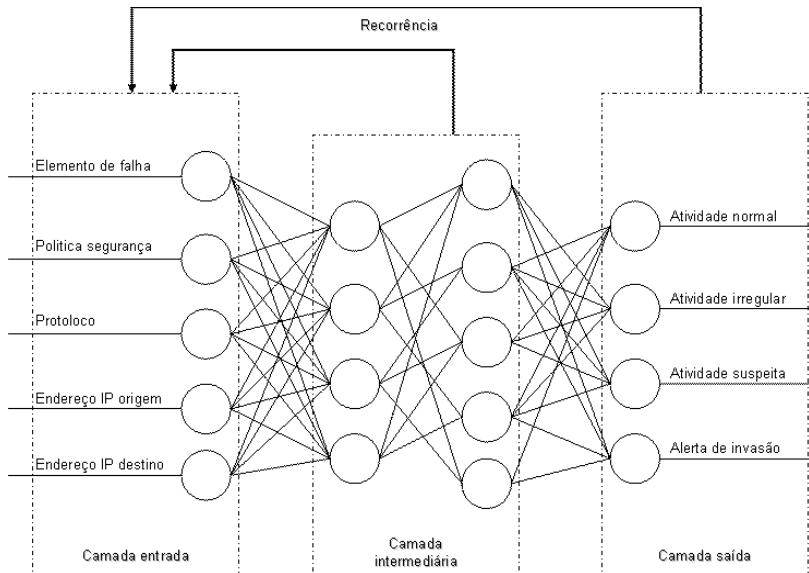 Recorrência
Elemento de falha
Politica segurança
Protoloco
Endereço IP origem
Endereço IP destino
Atividade normal
Atividade irregular
Atividade suspeita
Alerta de invasão
Camada entrada
Camada
intermediária
Camada saída